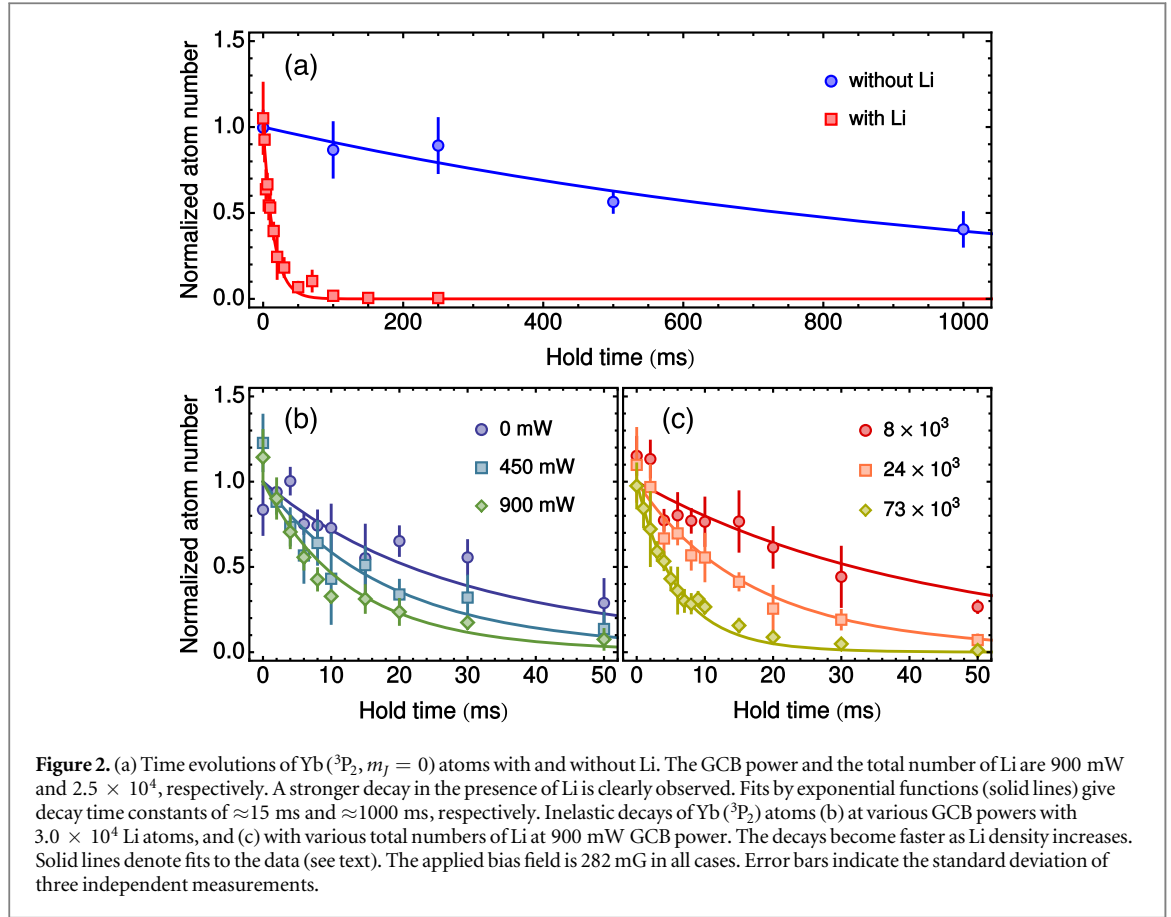 1.5
(a)
without Li
with Li
1.0
0.5
0.0
Normalized atom number
0 200 400 600 800 1000
Hold time (ms)
1.5
(b)
0 mW
450 mW
900 mW
1.0
0.5
0.0
Normalized atom number
0 10 20 30 40 50
Hold time (ms)
(c)
8 × 10³
24 × 10³
73 × 10³
0 10 20 30 40 50
Hold time (ms)
Figure 2. (a) Time evolutions of Yb (³P₂, m_J = 0) atoms with and without Li. The GCB power and the total number of Li are 900 mW
and 2.5 × 10⁴, respectively. A stronger decay in the presence of Li is clearly observed. Fits by exponential functions (solid lines) give
decay time constants of ≈15 ms and ≈1000 ms, respectively. Inelastic decays of Yb (³P₂) atoms (b) at various GCB powers with
3.0 × 10⁴ Li atoms, and (c) with various total numbers of Li at 900 mW GCB power. The decays become faster as Li density increases.
Solid lines denote fits to the data (see text). The applied bias field is 282 mG in all cases. Error bars indicate the standard deviation of
three independent measurements.